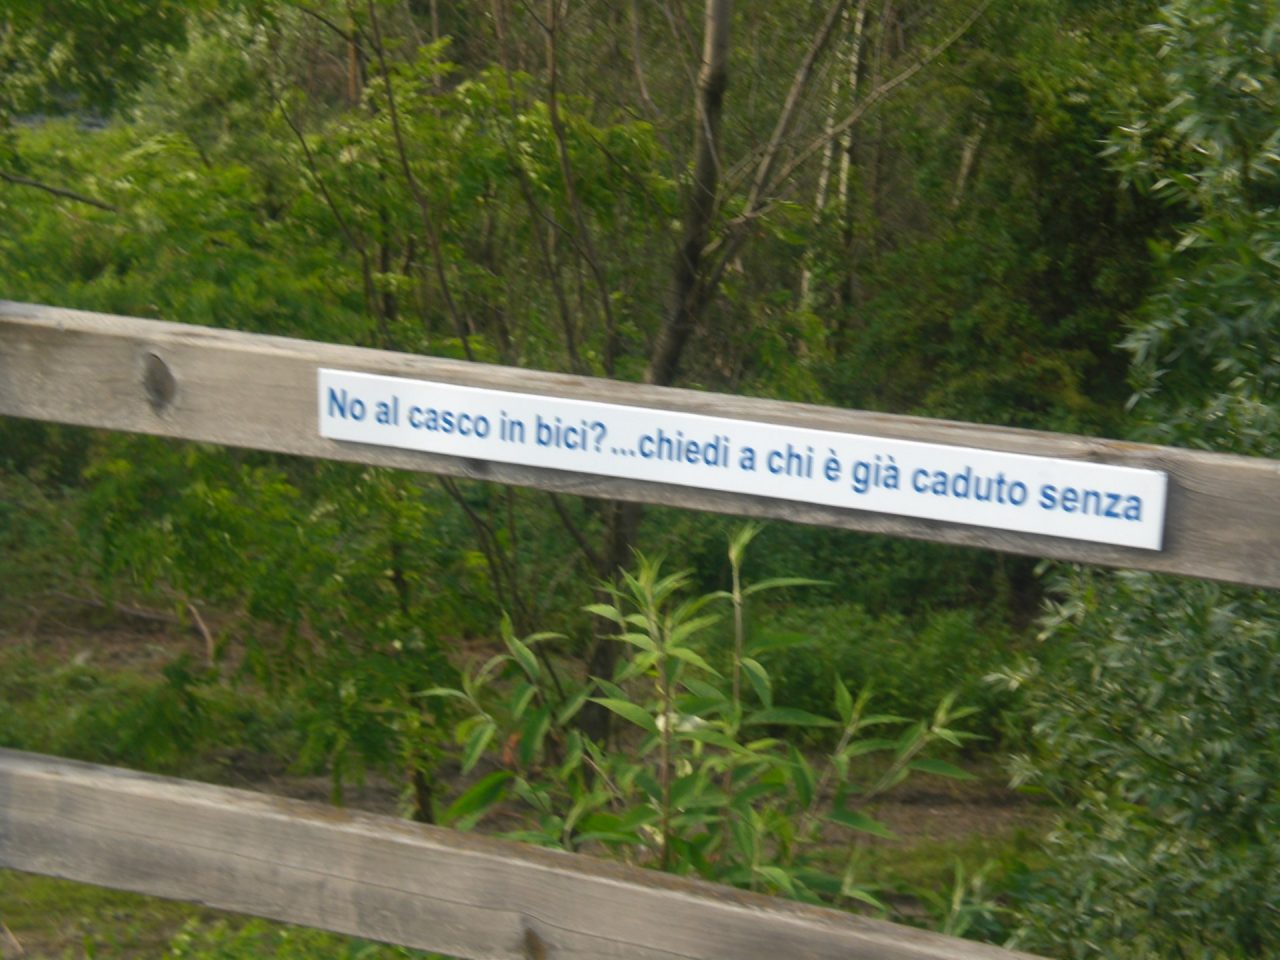 No al casco in bici?...chiedi a chi è già caduto senza